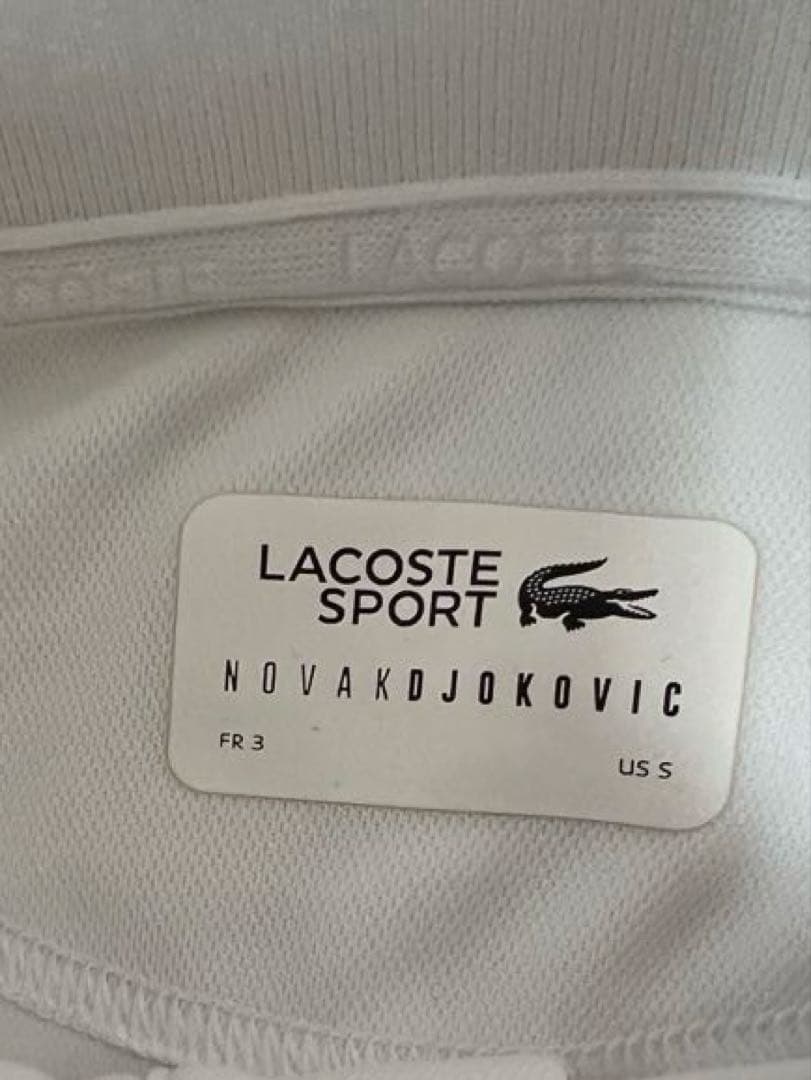 LACOSTE
LACOSTE
SPORT
NOVAKDJOKOVIC
FR 3
US S